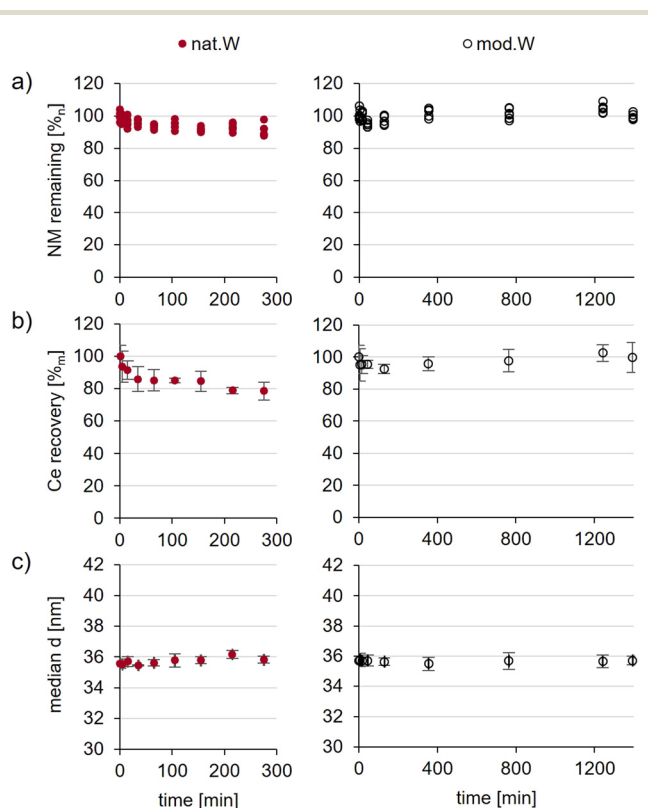 nat.W mod.W
a)
NM remaining [%n]
120 120
100 100
80 80
60 60
40 40
20 20
0 0
0 100 200 300 0 400 800 1200
b)
Ce recovery [%m]
120 120
100 100
80 80
60 60
40 40
20 20
0 0
0 100 200 300 0 400 800 1200
c)
median d [nm]
42 42
40 40
38 38
36 36
34 34
32 32
30 30
0 100 200 300 0 400 800 1200
time [min] time [min]